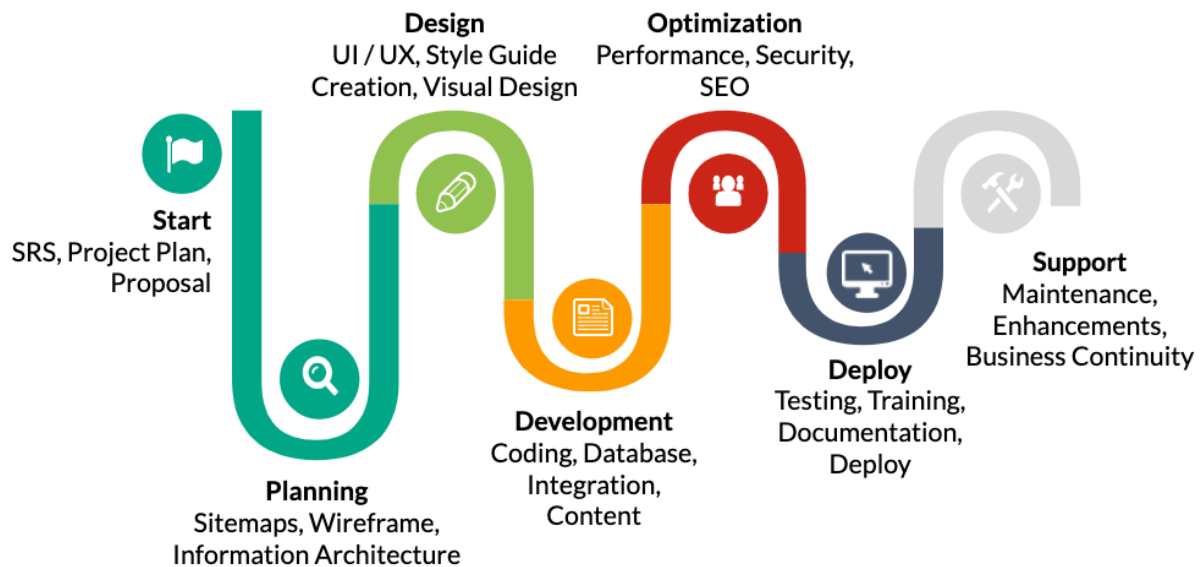 Start
SRS, Project Plan,
Proposal
Planning
Sitemaps, Wireframe,
Information Architecture
Design
UI / UX, Style Guide
Creation, Visual Design
Development
Coding, Database,
Integration,
Content
Optimization
Performance, Security,
SEO
Deploy
Testing, Training,
Documentation,
Deploy
Support
Maintenance,
Enhancements,
Business Continuity